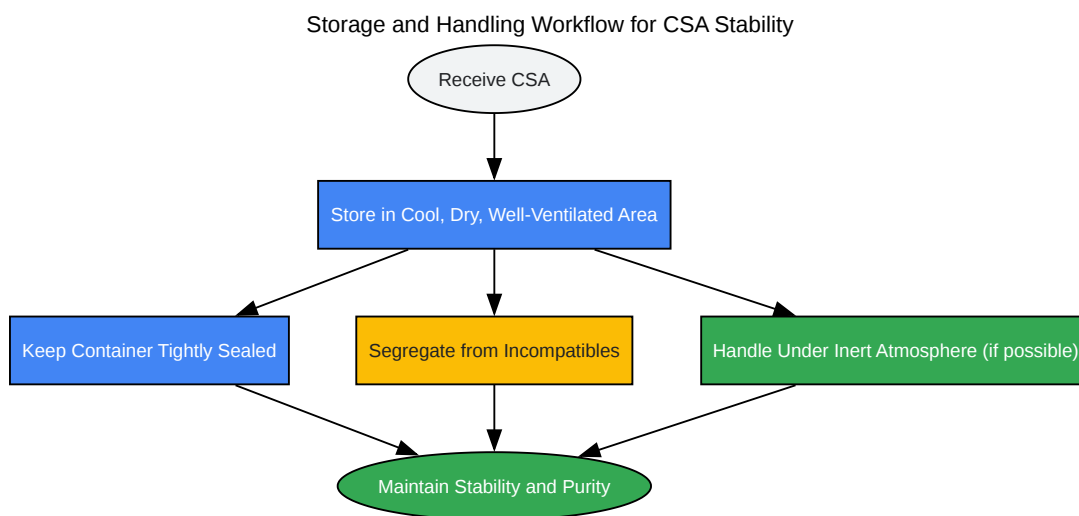 Storage and Handling Workflow for CSA Stability
Receive CSA
Store in Cool, Dry, Well-Ventilated Area
Keep Container Tightly Sealed
Segregate from Incompatibles
Handle Under Inert Atmosphere (if possible)
Maintain Stability and Purity